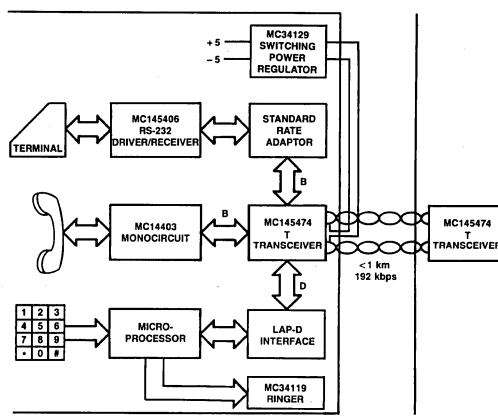 +5
-5
MC34129
SWITCHING
POWER
REGULATOR
TERMINAL
MC145406
RS-232
DRIVER/RECEIVER
STANDARD
RATE
ADAPTOR
B
MC14403
MONOCIRCUIT
B
MC145474
T
TRANSCEIVER
MC145474
T
TRANSCEIVER
<1 km
192 kbps
D
1 2 3
4 5 6
7 8 9
* 0 #
MICRO-
PROCESSOR
LAP-D
INTERFACE
MC34119
RINGER